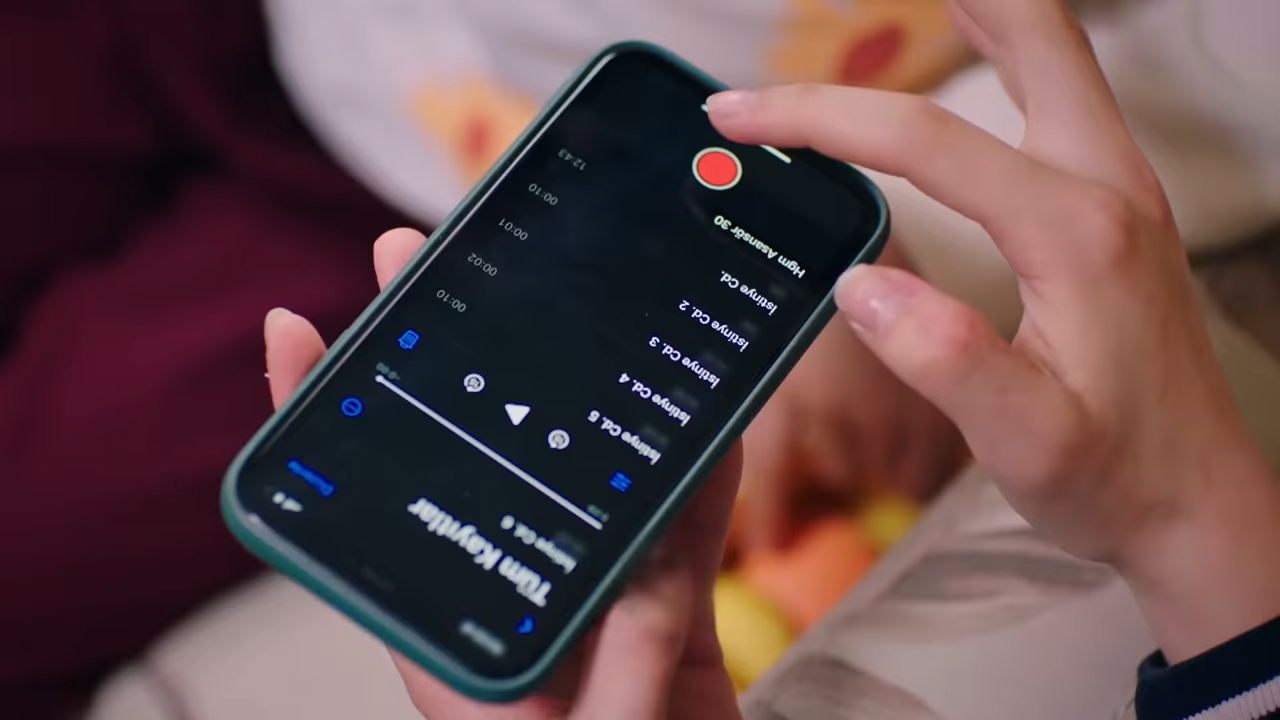 Tüm Kayıtlar
İstinye Cd. 6
İstinye Cd. 5
00:10
İstinye Cd. 4
00:02
İstinye Cd. 3
00:01
İstinye Cd. 2
00:10
İstinye Cd.
12:43
Hgm Asansör 30